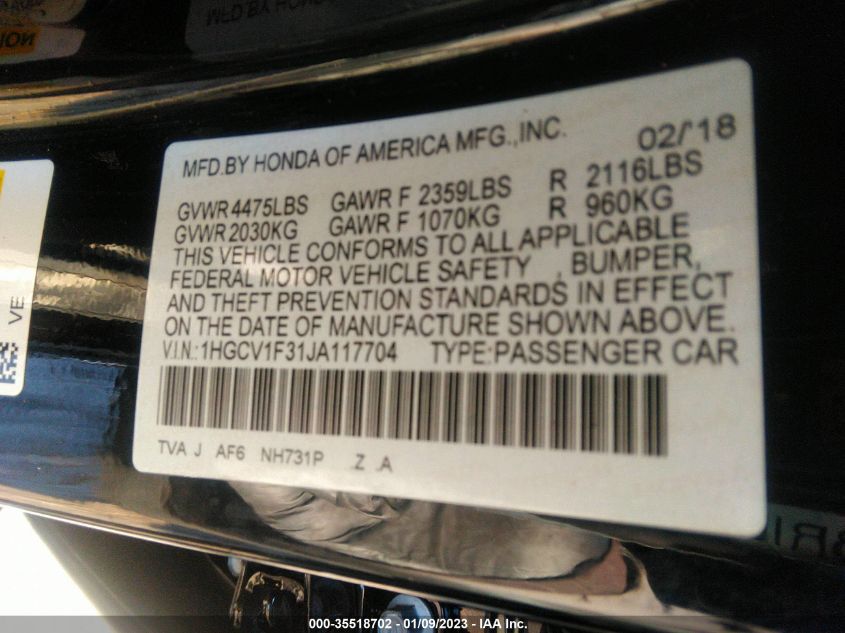 MFD.BY HONDA OF AMERICA MFG.,INC. 02/'18
GVWR 4475LBS GAWR F 2359LBS R 2116LBS
GVWR 2030KG GAWR F 1070KG R 960KG
THIS VEHICLE CONFORMS TO ALL APPLICABLE
FEDERAL MOTOR VEHICLE SAFETY , BUMPER,
AND THEFT PREVENTION STANDARDS IN EFFECT
ON THE DATE OF MANUFACTURE SHOWN ABOVE.
V.I.N.:1HGCV1F31JA117704 TYPE:PASSENGER CAR
TVA J AF6 NH731P .Z .A
VE
000-35518702 - 01/09/2023 - IAA Inc.